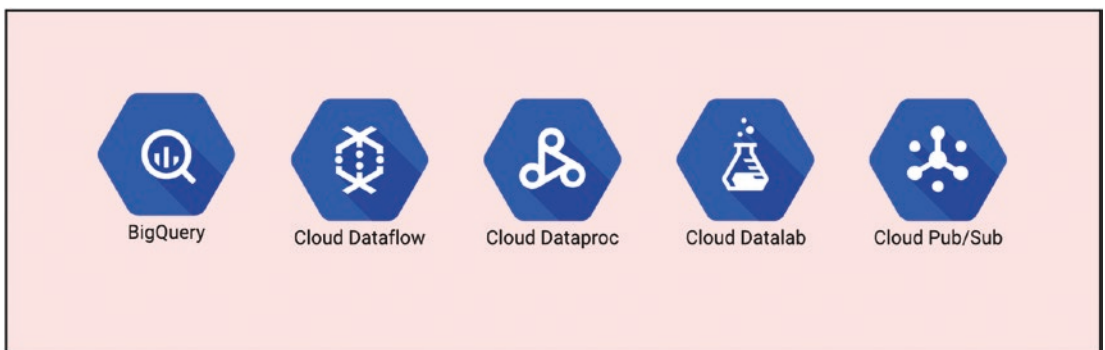 BigQuery
Cloud Dataflow
Cloud Dataproc
Cloud Datalab
Cloud Pub/Sub